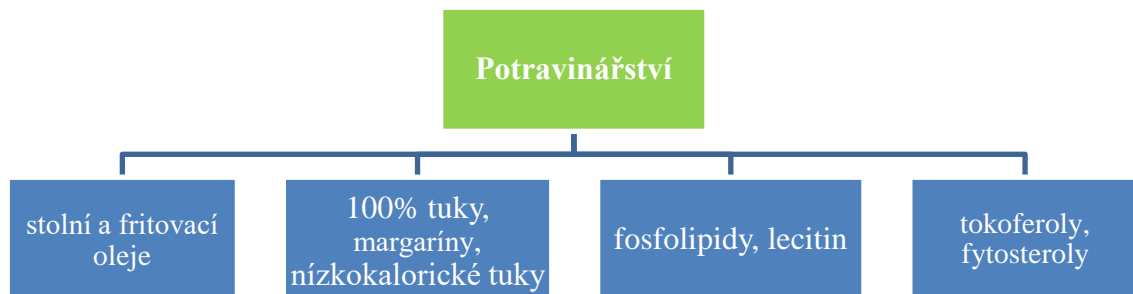 Potravinářství
stolní a fritovací
oleje
100% tuky,
margaríny,
nízkokalorické tuky
fosfolipidy, lecitin
tokoferoly,
fytosteroly